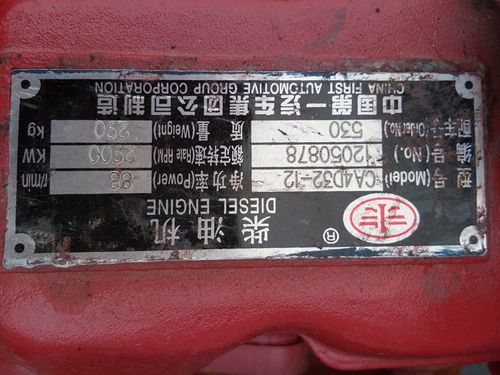 ®
柴油机
DIESEL ENGINE
型号(Model) CA4D32-12 净功率(Power) 88 r/min
编号(No.) 12050878 额定转速(Rate RPM) 2900 KW
配车号(Order No.) 530 质量(Weight) 290 kg
中国第一汽车集团公司制造
CHINA FIRST AUTOMOTIVE GROUP CORPORATION